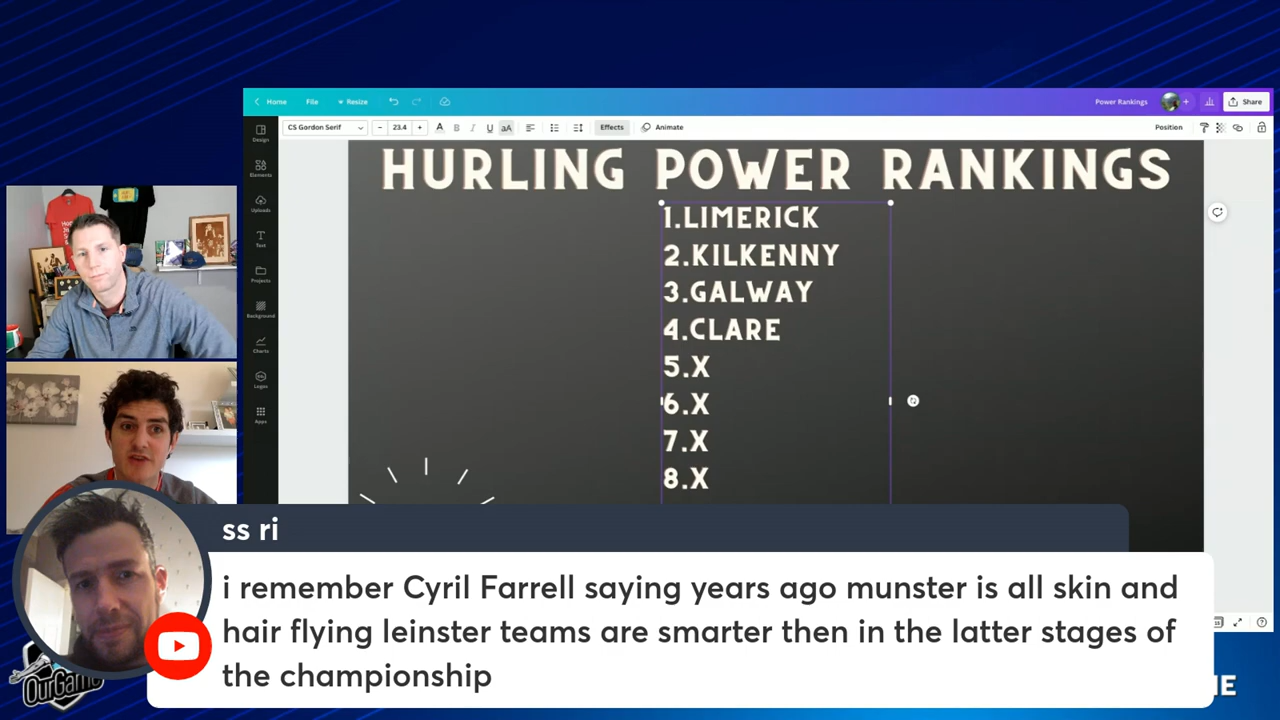 Home File Resize
Power Rankings
Share
CS Gordon Serif
- 23.4 +
A B I U aA
Effects
Animate
Position
Design
Elements
Uploads
Text
Projects
Background
Charts
Logos
Apps
HURLING POWER RANKINGS
1.LIMERICK
2.KILKENNY
3.GALWAY
4.CLARE
5.X
6.X
7.X
8.X
ss ri
i remember Cyril Farrell saying years ago munster is all skin and
hair flying leinster teams are smarter then in the latter stages of
the championship
OurGame